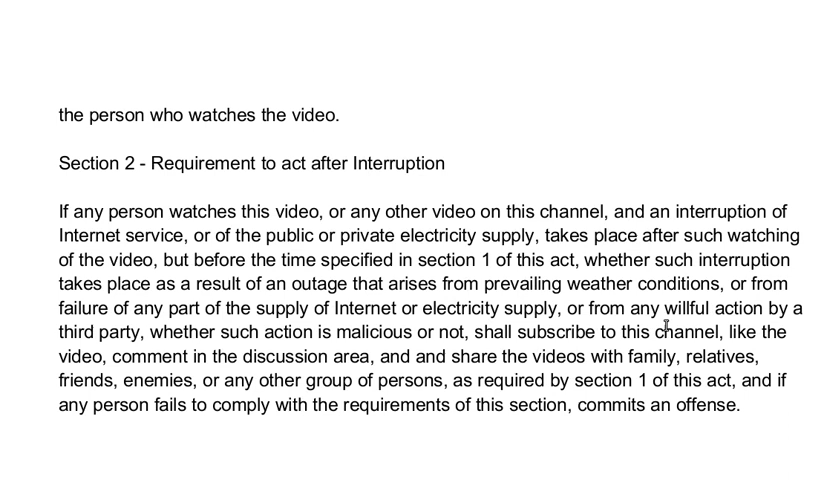 the person who watches the video.
Section 2 - Requirement to act after Interruption
If any person watches this video, or any other video on this channel, and an interruption of
Internet service, or of the public or private electricity supply, takes place after such watching
of the video, but before the time specified in section 1 of this act, whether such interruption
takes place as a result of an outage that arises from prevailing weather conditions, or from
failure of any part of the supply of Internet or electricity supply, or from any willful action by a
third party, whether such action is malicious or not, shall subscribe to this channel, like the
video, comment in the discussion area, and and share the videos with family, relatives,
friends, enemies, or any other group of persons, as required by section 1 of this act, and if
any person fails to comply with the requirements of this section, commits an offense.